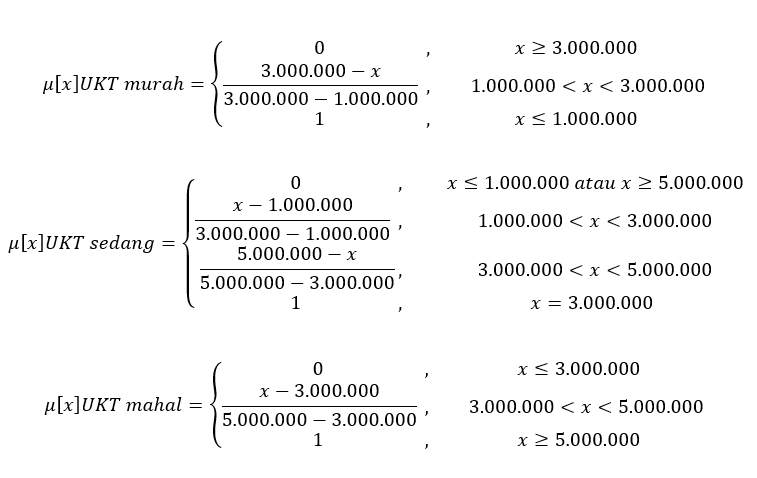 0 , x ≥ 3.000.000
μ[x]UKT murah = { 3.000.000 − x / 3.000.000 − 1.000.000 , 1.000.000 < x < 3.000.000
1 , x ≤ 1.000.000
0 , x ≤ 1.000.000 atau x ≥ 5.000.000
x − 1.000.000 / 3.000.000 − 1.000.000 , 1.000.000 < x < 3.000.000
μ[x]UKT sedang = {
5.000.000 − x / 5.000.000 − 3.000.000 , 3.000.000 < x < 5.000.000
1 , x = 3.000.000
0 , x ≤ 3.000.000
μ[x]UKT mahal = { x − 3.000.000 / 5.000.000 − 3.000.000 , 3.000.000 < x < 5.000.000
1 , x ≥ 5.000.000